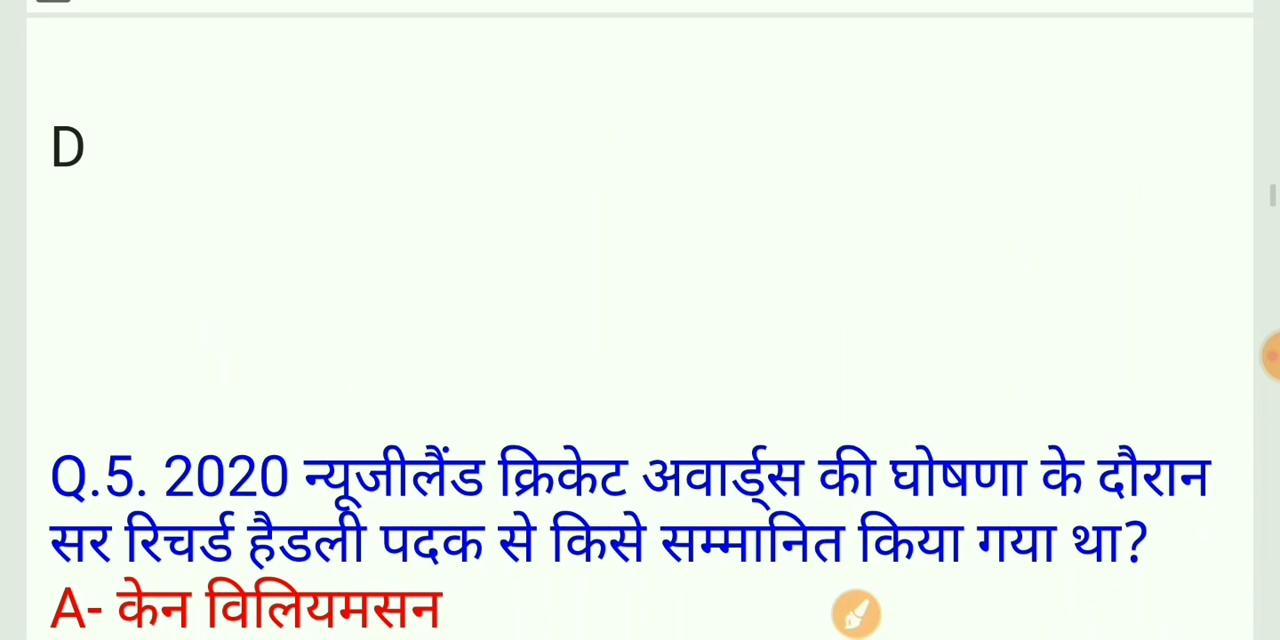 D
Q.5. 2020 न्यूजीलैंड क्रिकेट अवार्ड्स की घोषणा के दौरान
सर रिचर्ड हैडली पदक से किसे सम्मानित किया गया था?
A- केन विलियमसन